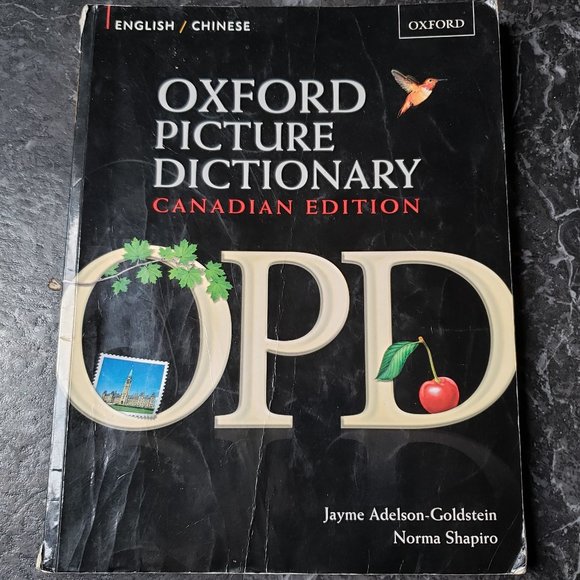 ENGLISH / CHINESE
OXFORD
OXFORD
PICTURE
DICTIONARY
CANADIAN EDITION
OPD
Jayme Adelson-Goldstein
Norma Shapiro